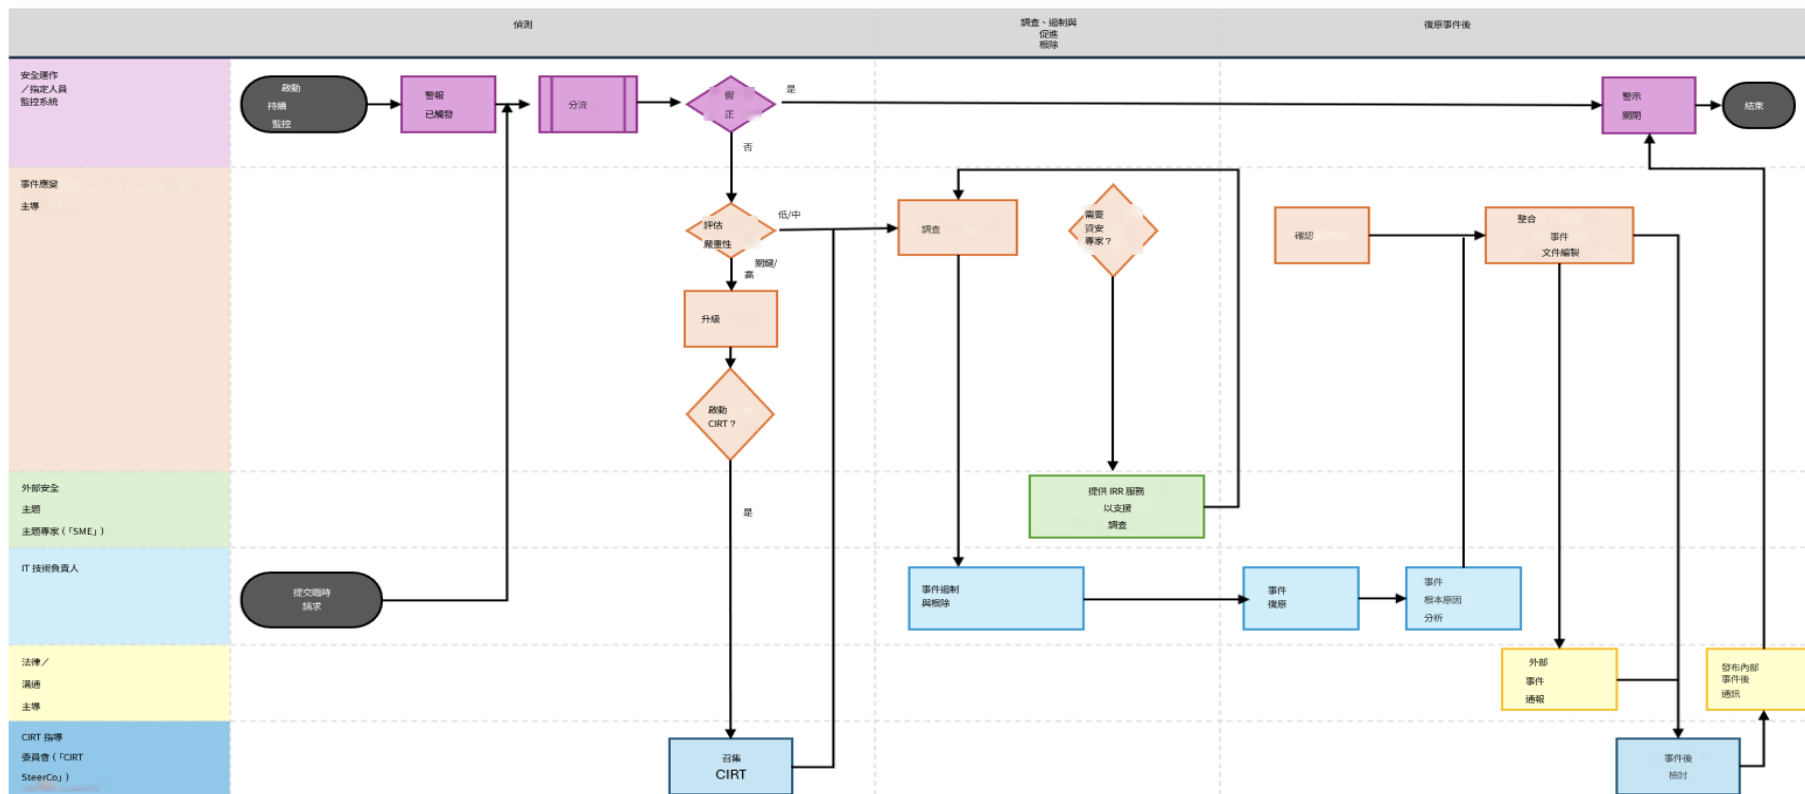 偵測
調查、遏制與
促進
根除
復原事件後
安全運作
／指定人員
監控系統
啟動
持續
監控
警報
已觸發
分流
假
正
是
警示
關閉
結束
否
事件應變
主導
評估
嚴重性
低/中
關鍵/
高
調查
需要
資安
專家？
確認
整合
事件
文件編製
升級
啟動
CIRT？
外部安全
主題
主題專家（「SME」）
是
提供 IRR 服務
以支援
調查
IT 技術負責人
提交臨時
請求
事件遏制
與根除
事件
復原
事件
根本原因
分析
法律／
溝通
主導
外部
事件
通報
發布內部
事件後
通訊
CIRT 指導
委員會（「CIRT
SteerCo」）
召集
CIRT
事件後
檢討